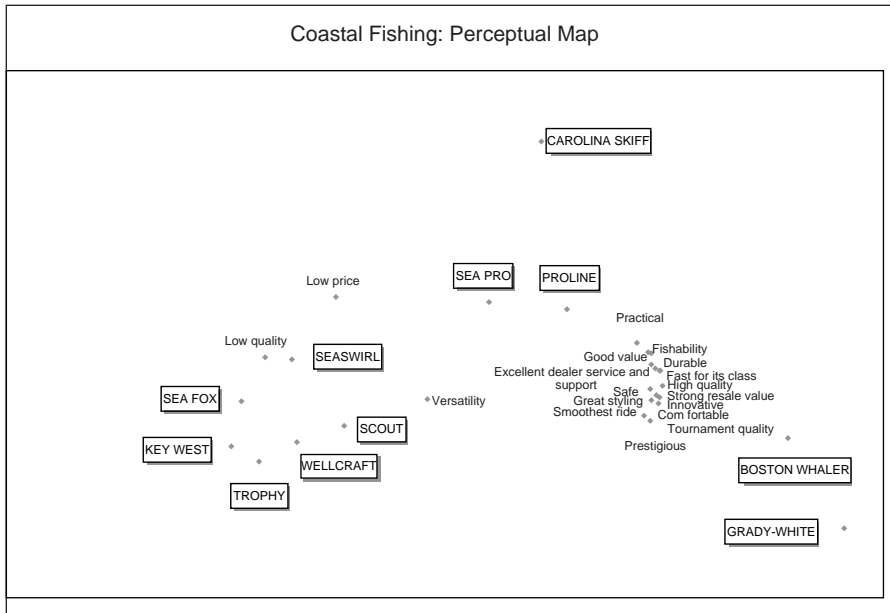 Coastal Fishing: Perceptual Map
CAROLINA SKIFF
SEA PRO
PROLINE
Low price
Practical
Low quality
Fishability
SEASWIRL
Good value
Durable
Excellent dealer service and
support
Fast for its class
High quality
Safe
SEA FOX
Versatility
Great styling
Strong resale value
Innovative
Smoothest ride
Com fortable
SCOUT
Tournament quality
KEY WEST
Prestigious
WELLCRAFT
BOSTON WHALER
TROPHY
GRADY-WHITE